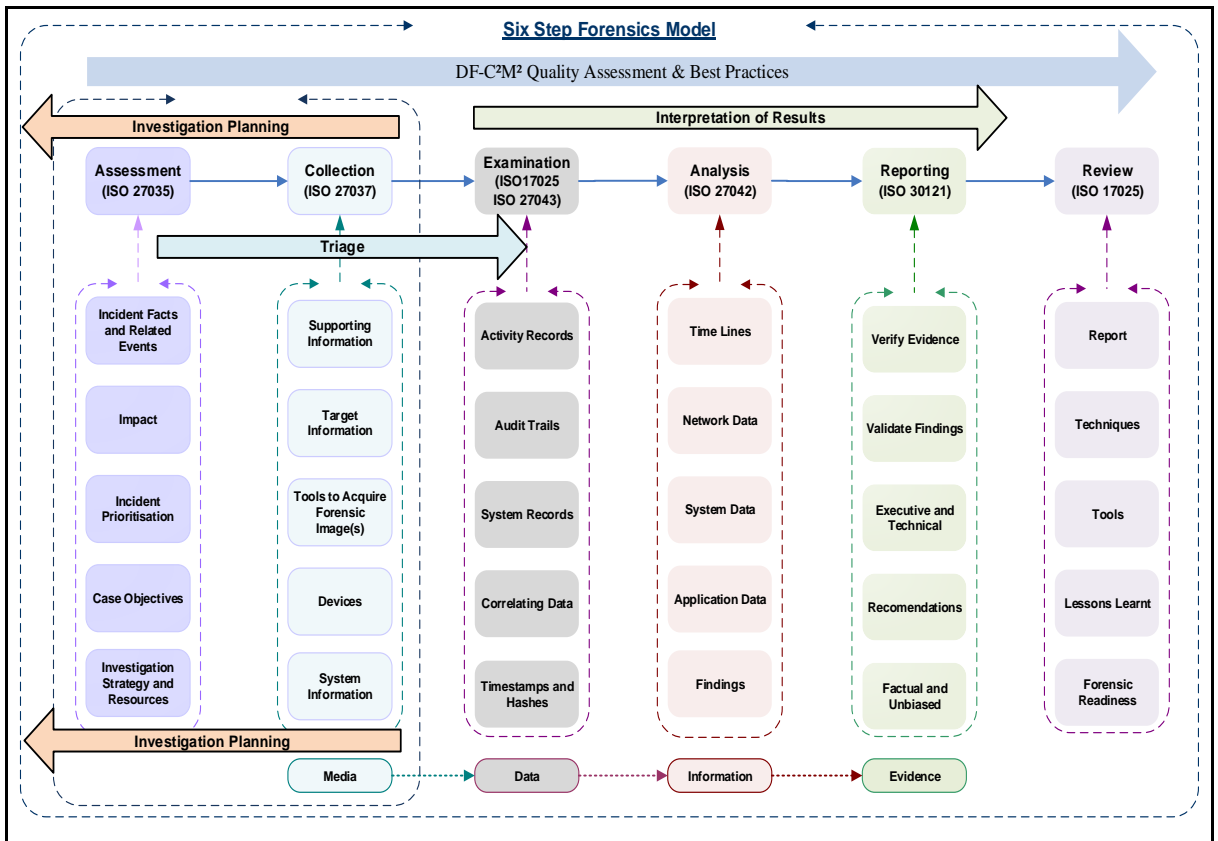 Six Step Forensics Model
DF-C²M² Quality Assessment & Best Practices
Investigation Planning
Interpretation of Results
Assessment
(ISO 27035)
Collection
(ISO 27037)
Examination
(ISO17025
ISO 27043)
Analysis
(ISO 27042)
Reporting
(ISO 30121)
Review
(ISO 17025)
Triage
Incident Facts
and Related
Events
Impact
Incident
Prioritisation
Case Objectives
Investigation
Strategy and
Resources
Supporting
Information
Target
Information
Tools to Acquire
Forensic
Image(s)
Devices
System
Information
Activity Records
Audit Trails
System Records
Correlating Data
Timestamps and
Hashes
Time Lines
Network Data
System Data
Application Data
Findings
Verify Evidence
Validate Findings
Executive and
Technical
Recomendations
Factual and
Unbiased
Report
Techniques
Tools
Lessons Learnt
Forensic
Readiness
Investigation Planning
Media
Data
Information
Evidence